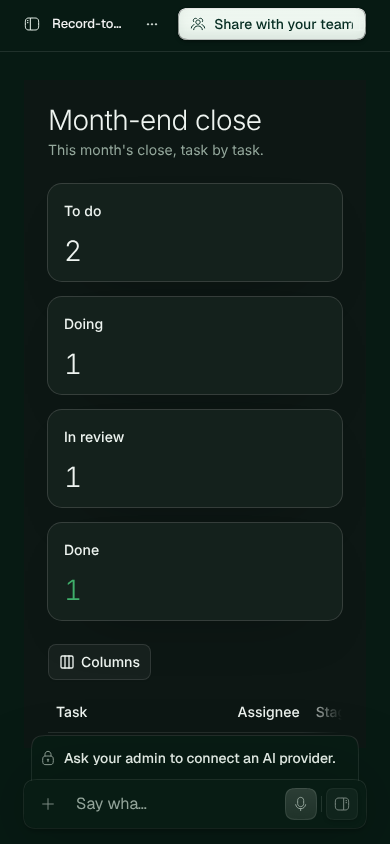 Record-to...
Share with your team
Month-end close
This month's close, task by task.
To do
2
Doing
1
In review
1
Done
1
Columns
Task Assignee Sta
Ask your admin to connect an AI provider.
Say wha...